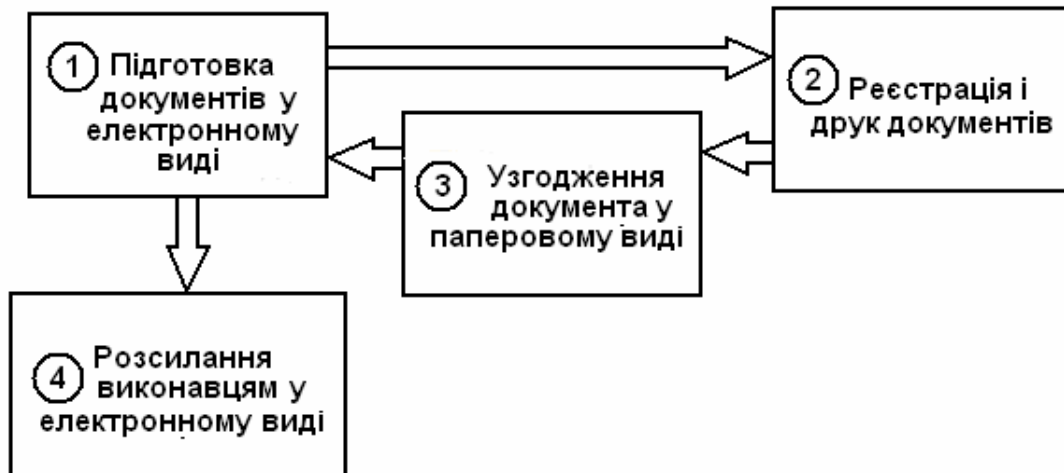 1 Підготовка
документів у
електронному
виді
2 Реєстрація і
друк документів
3 Узгодження
документа у
паперовому виді
4 Розсилання
виконавцям у
електронному виді